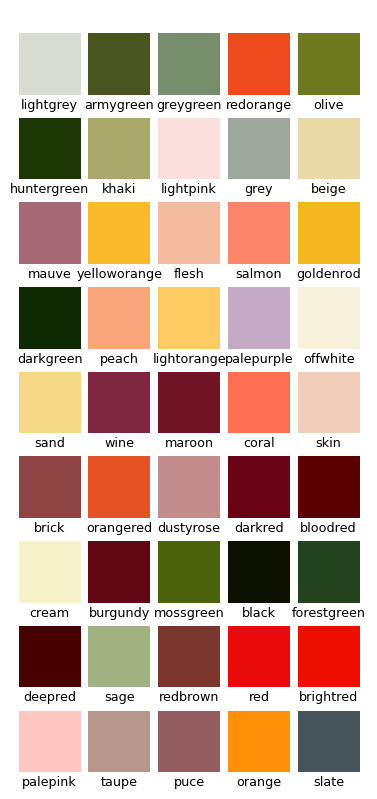 lightgrey armygreen greygreen redorange olive
huntergreen khaki lightpink grey beige
mauve yelloworange flesh salmon goldenrod
darkgreen peach lightorange palepurple offwhite
sand wine maroon coral skin
brick orangered dustyrose darkred bloodred
cream burgundy mossgreen black forestgreen
deepred sage redbrown red brightred
palepink taupe puce orange slate